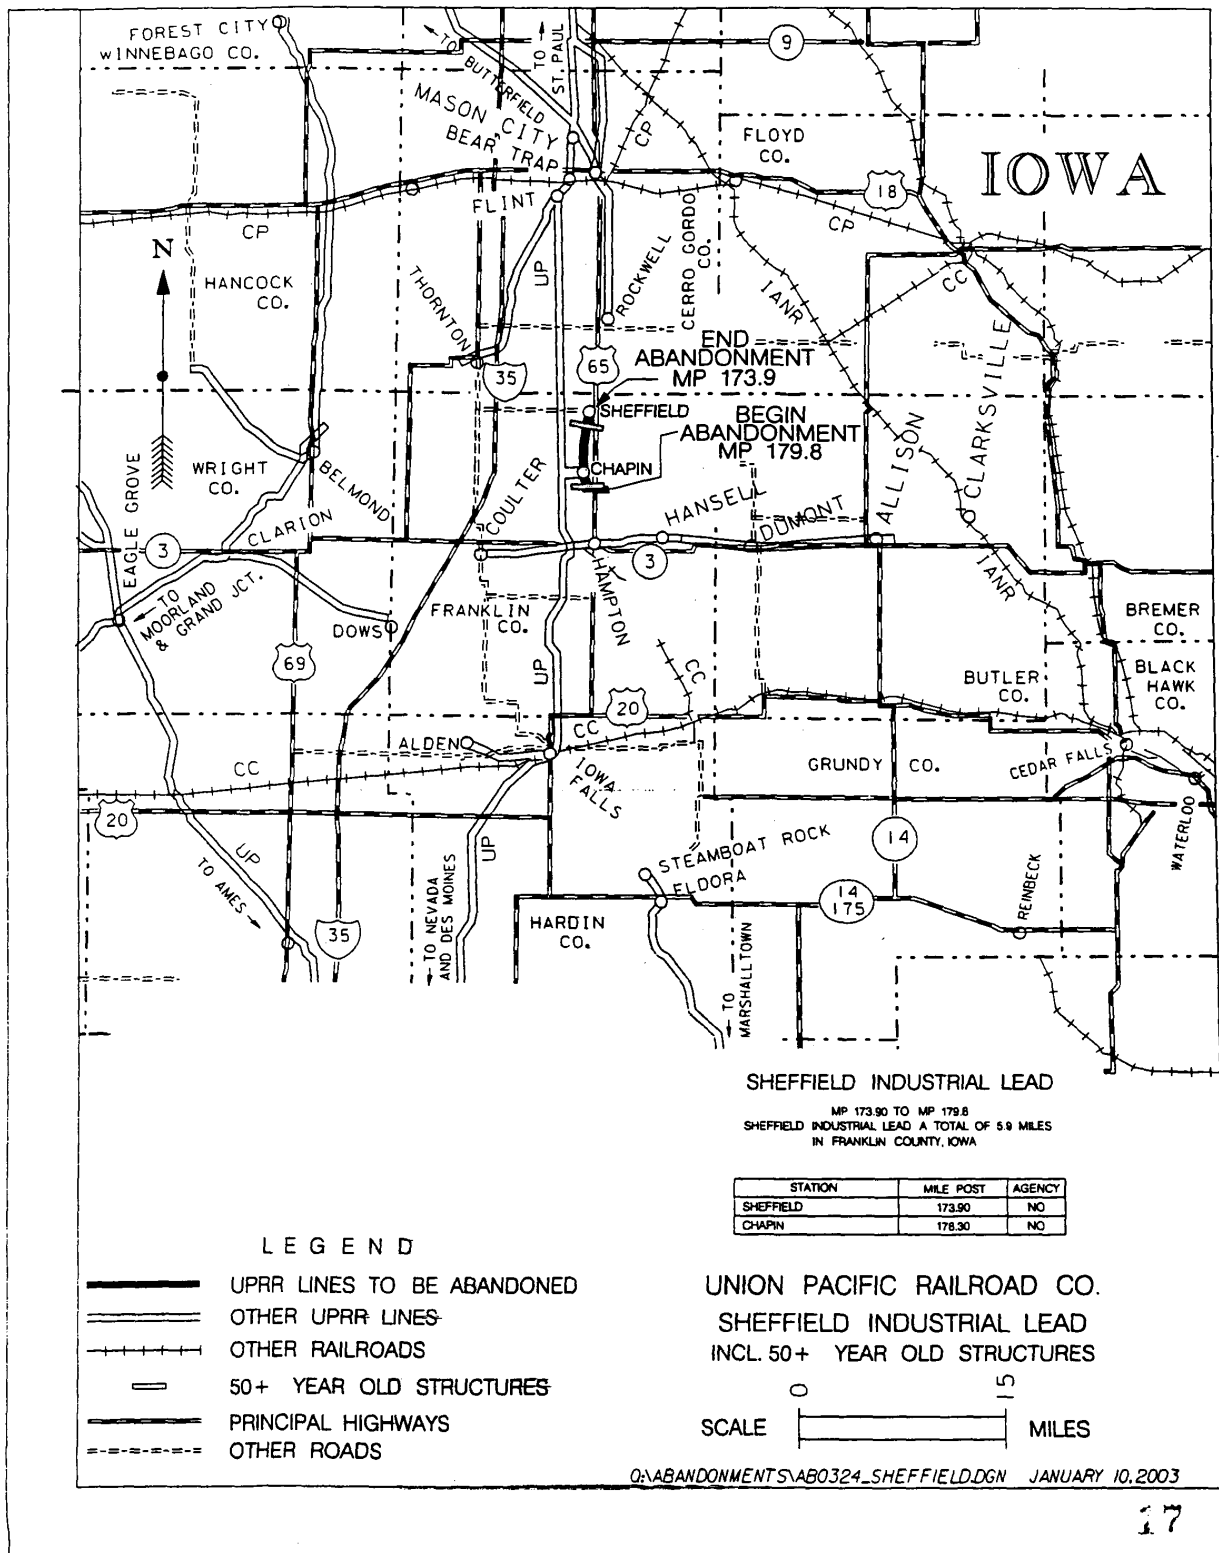 FOREST CITY
WINNEBAGO CO.
TO
BUTTERFIELD
TO
ST. PAUL
9
MASON CITY
BEAR TRAP
CP
FLOYD
CO.
IOWA
18
FLINT
CP
CP
N
HANCOCK
CO.
THORNTON
UP
ROCKWELL
CERRO GORDO
CO.
IANR
CC
35
65
END
ABANDONMENT
MP 173.9
SHEFFIELD
BEGIN
ABANDONMENT
MP 179.8
CHAPIN
ALLISON
CLARKSVILLE
WRIGHT
CO.
BELMOND
EAGLE GROVE
CLARION
3
COULTER
HANSELL
DUMONT
3
HAMPTON
IANR
TO
MOORLAND
& GRAND JCT.
DOWS
FRANKLIN
CO.
BREMER
CO.
69
UP
CC
20
BUTLER
CO.
BLACK
HAWK
CO.
ALDEN
CC
CC
IOWA
FALLS
GRUNDY CO.
CEDAR FALLS
20
UP
TO AMES
UP
STEAMBOAT ROCK
ELDORA
14
WATERLOO
14
175
REINBECK
35
TO NEVADA
AND DES MOINES
HARDIN
CO.
TO
MARSHALLTOWN
SHEFFIELD INDUSTRIAL LEAD
MP 173.90 TO MP 179.8
SHEFFIELD INDUSTRIAL LEAD A TOTAL OF 5.9 MILES
IN FRANKLIN COUNTY, IOWA
STATION MILE POST AGENCY
SHEFFIELD 173.90 NO
CHAPIN 178.30 NO
LEGEND
UPRR LINES TO BE ABANDONED
OTHER UPRR LINES
OTHER RAILROADS
50+ YEAR OLD STRUCTURES
PRINCIPAL HIGHWAYS
OTHER ROADS
UNION PACIFIC RAILROAD CO.
SHEFFIELD INDUSTRIAL LEAD
INCL. 50+ YEAR OLD STRUCTURES
0 15
SCALE MILES
Q:\ABANDONMENTS\AB0324_SHEFFIELD.DGN JANUARY 10, 2003
17